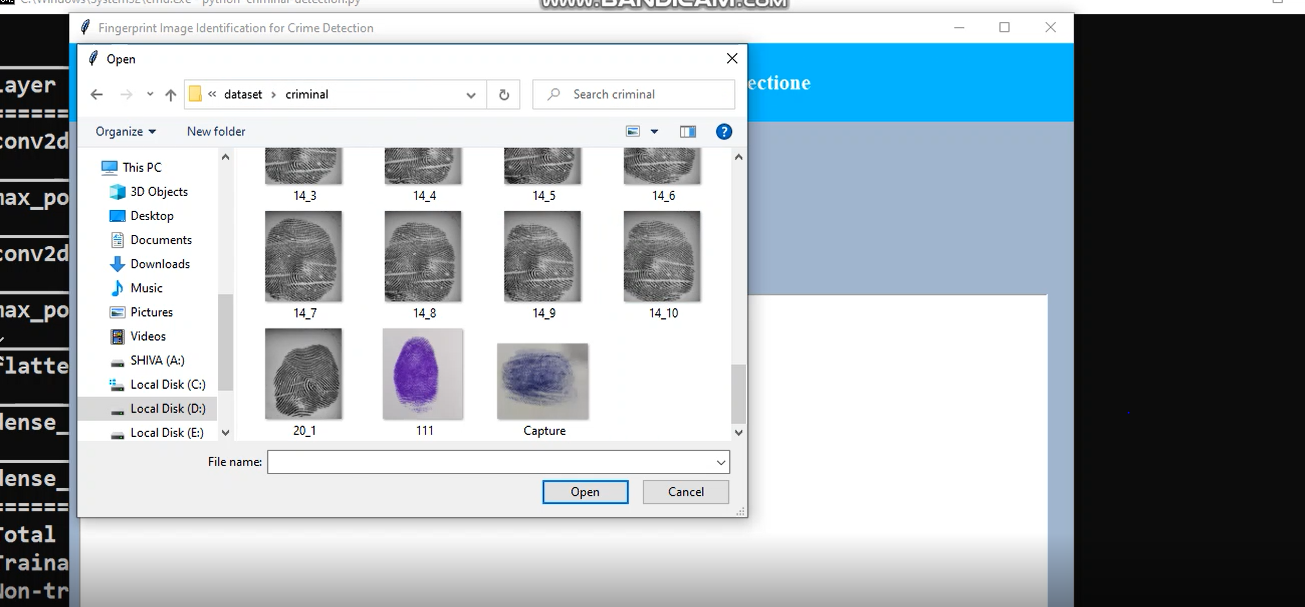 C:\Windows\System32\cmd.exe - python criminal-detection.py
www.BANDICAM.com
Fingerprint Image Identification for Crime Detection
Open
ectione
« dataset › criminal
Search criminal
Organize
New folder
This PC
3D Objects
Desktop
Documents
Downloads
Music
Pictures
Videos
SHIVA (A:)
Local Disk (C:)
Local Disk (D:)
Local Disk (E:)
14_3 14_4 14_5 14_6
14_7 14_8 14_9 14_10
20_1 111 Capture
File name:
Open Cancel
ayer
======
conv2d
max_po
conv2d
max_po
flatte
dense_
dense_
======
Total
Traina
Non-tr